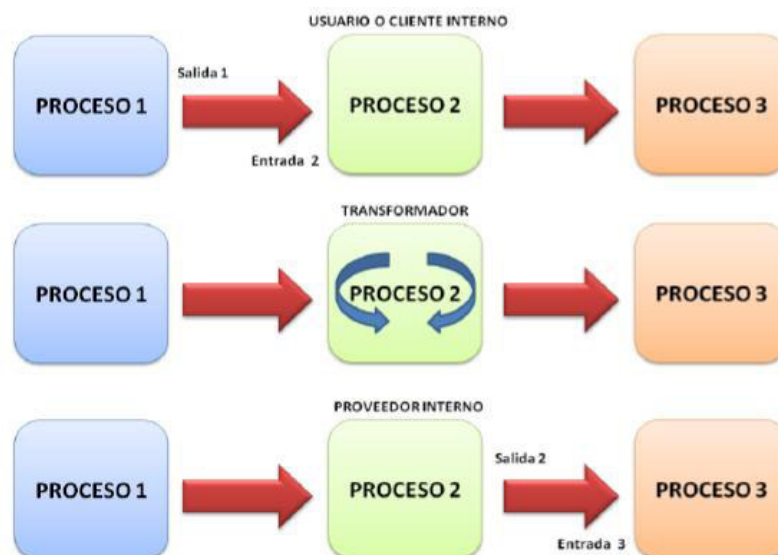 USUARIO O CLIENTE INTERNO
Salida 1
PROCESO 1
PROCESO 2
PROCESO 3
Entrada 2
TRANSFORMADOR
PROCESO 1
PROCESO 2
PROCESO 3
PROVEEDOR INTERNO
Salida 2
PROCESO 1
PROCESO 2
PROCESO 3
Entrada 3